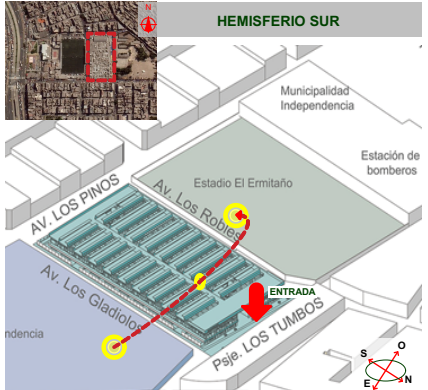 N
HEMISFERIO SUR
Municipalidad
Independencia
Estación de
bomberos
Estadio El Ermitaño
Av. Los Robles
AV. LOS PINOS
Av. Los Gladiolos
ENTRADA
ndencia
Psje. LOS TUMBOS
S
O
E
N